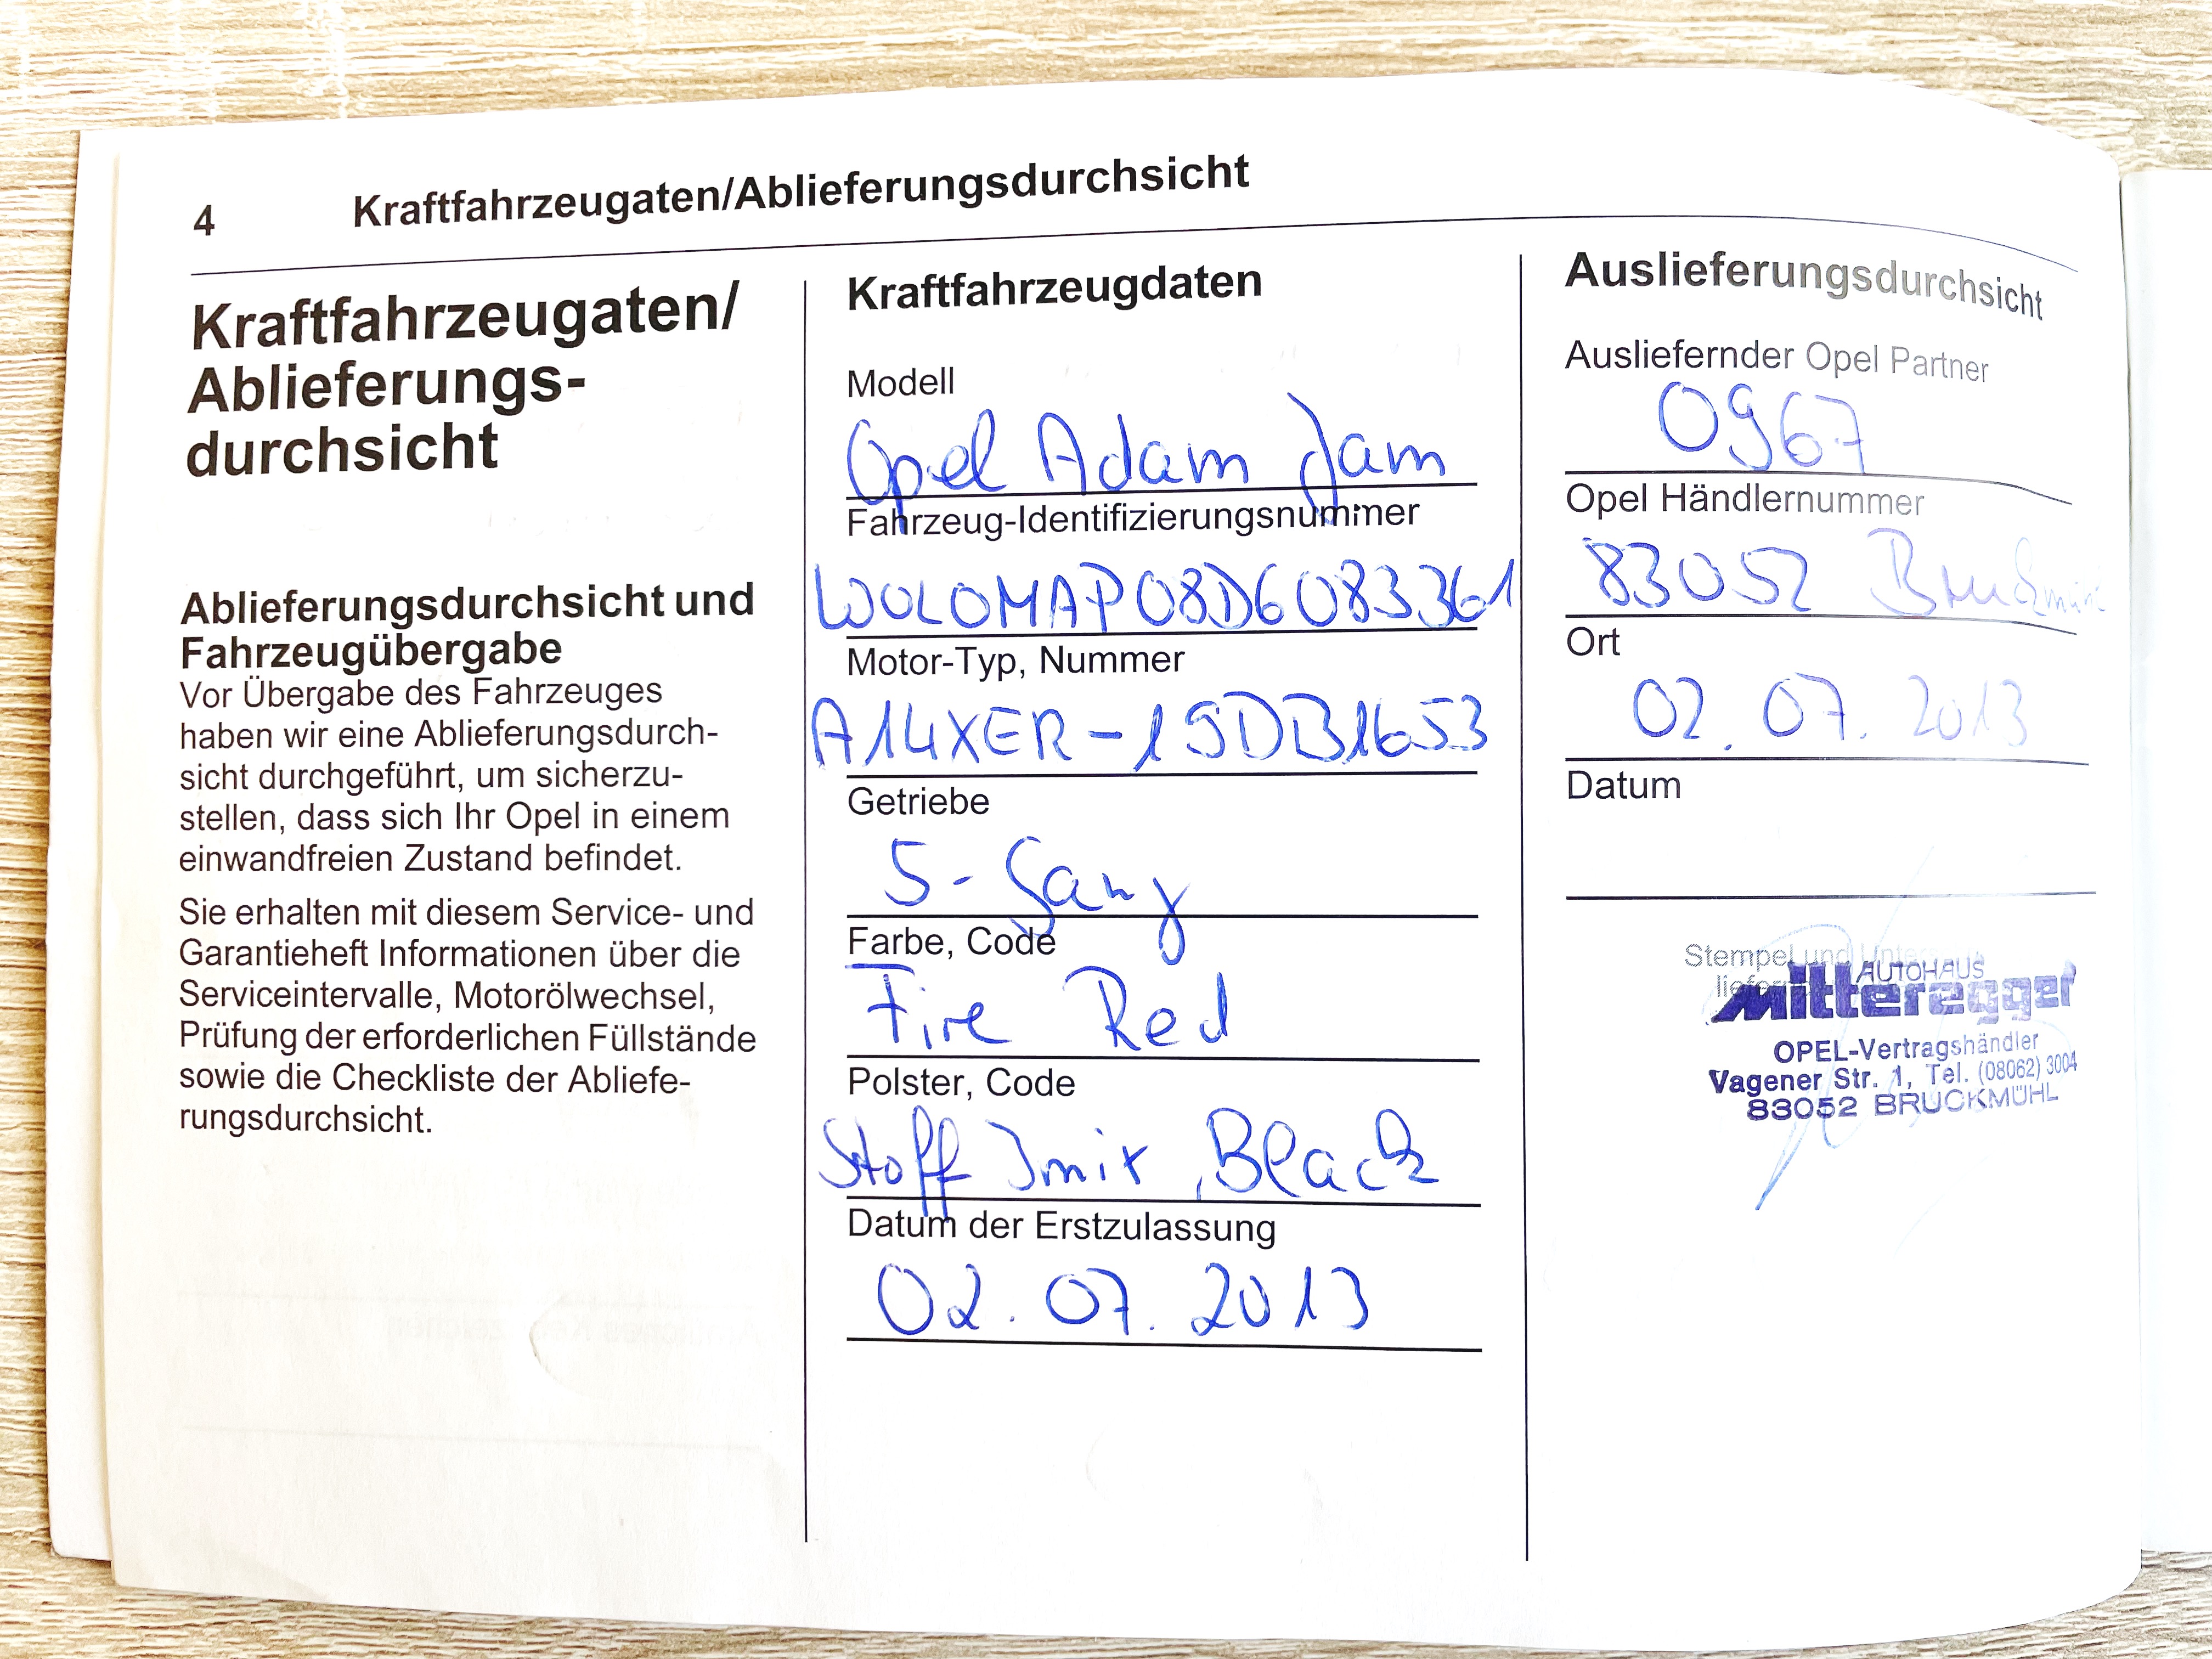 4 Kraftfahrzeugaten/Ablieferungsdurchsicht
Kraftfahrzeugaten/
Ablieferungs-
durchsicht
Ablieferungsdurchsicht und
Fahrzeugübergabe
Vor Übergabe des Fahrzeuges
haben wir eine Ablieferungsdurch-
sicht durchgeführt, um sicherzu-
stellen, dass sich Ihr Opel in einem
einwandfreien Zustand befindet.
Sie erhalten mit diesem Service- und
Garantieheft Informationen über die
Serviceintervalle, Motorölwechsel,
Prüfung der erforderlichen Füllstände
sowie die Checkliste der Abliefe-
rungsdurchsicht.
Kraftfahrzeugdaten
Modell
Opel Adam Jam
Fahrzeug-Identifizierungsnummer
W0L0MAP08D6083361
Motor-Typ, Nummer
A14XER-19DB1653
Getriebe
5-Gang
Farbe, Code
Fire Red
Polster, Code
Stoff Jmix, Black
Datum der Erstzulassung
02.07.2013
Auslieferungsdurchsicht
Ausliefernder Opel Partner
0967
Opel Händlernummer
83052
Ort
02.07.2013
Datum
Stempel und
AUTOHAUS
Mitteregger
OPEL-Vertragshändler
Vagener Str. 1, Tel. (08062) 3004
83052 BRUCKMÜHL